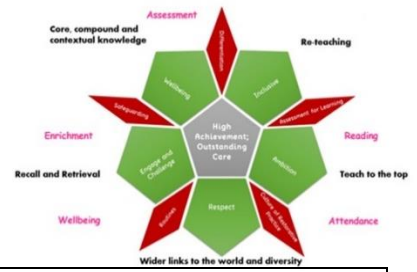 Assessment
Core, compound and
contextual knowledge
Re-teaching
Differentiation
Wellbeing
Inclusive
Safeguarding
Assessment for Learning
High
Achievement;
Outstanding
Care
Enrichment
Reading
Engage and
Challenge
Ambition
Recall and Retrieval
Teach to the top
Respect
Routines
Culture of Restorative
Practice
Wellbeing
Attendance
Wider links to the world and diversity